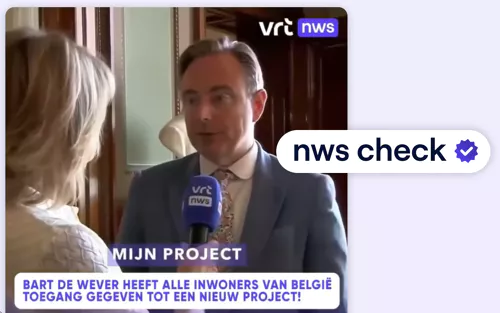 vrt nws
nws check
vrt
nws
MIJN PROJECT
BART DE WEVER HEEFT ALLE INWONERS VAN BELGIË
TOEGANG GEGEVEN TOT EEN NIEUW PROJECT!